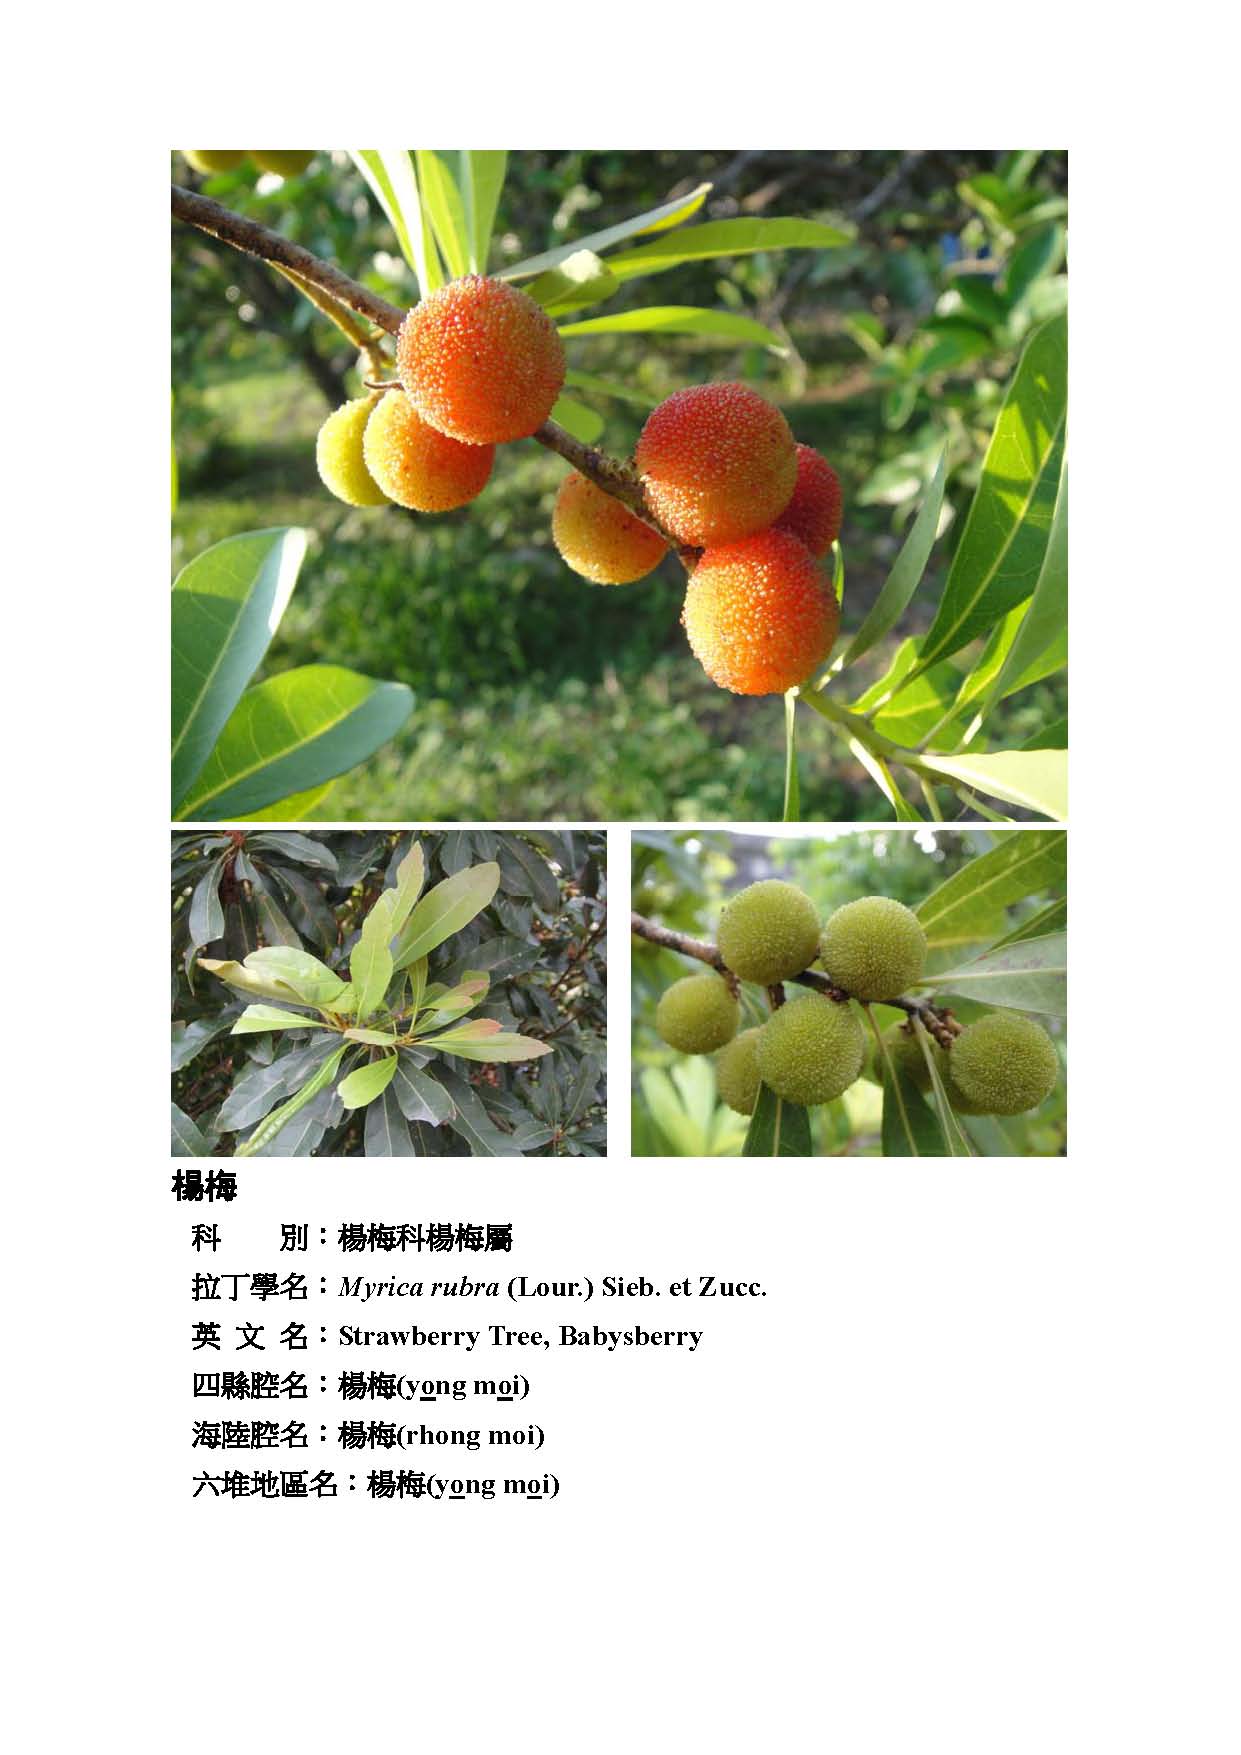 楊梅
科　　別：楊梅科楊梅屬
拉丁學名：Myrica rubra (Lour.) Sieb. et Zucc.
英 文 名：Strawberry Tree, Babysberry
四縣腔名：楊梅(yong moi)
海陸腔名：楊梅(rhong moi)
六堆地區名：楊梅(yong moi)